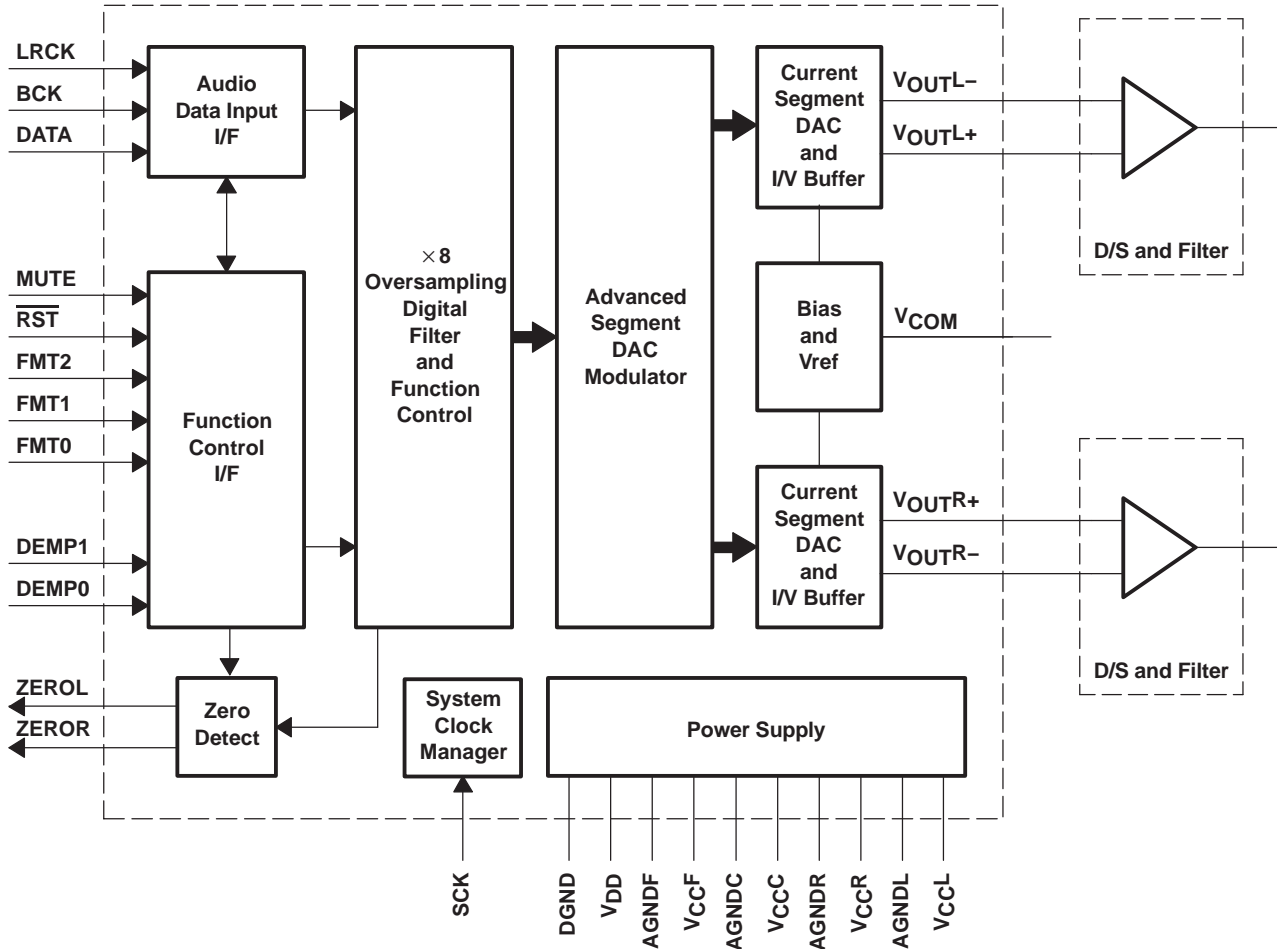 LRCK
BCK
DATA
Audio
Data Input
I/F
MUTE
RST
FMT2
FMT1
FMT0
DEMP1
DEMP0
Function
Control
I/F
ZEROL
ZEROR
Zero
Detect
×8
Oversampling
Digital
Filter
and
Function
Control
System
Clock
Manager
SCK
Advanced
Segment
DAC
Modulator
Current
Segment
DAC
and
I/V Buffer
VOUTL–
VOUTL+
D/S and Filter
Bias
and
Vref
VCOM
Current
Segment
DAC
and
I/V Buffer
VOUTR+
VOUTR–
D/S and Filter
Power Supply
DGND
VDD
AGNDF
VCCF
AGNDC
VCCC
AGNDR
VCCR
AGNDL
VCCL